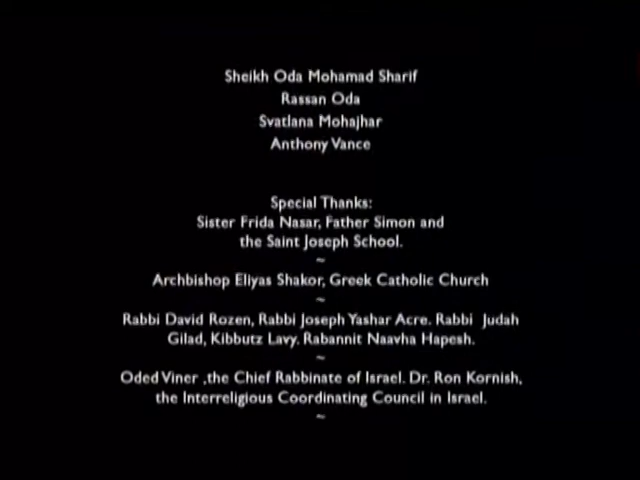 Sheikh Oda Mohamad Sharif
Rassan Oda
Svatlana Mohajhar
Anthony Vance
Special Thanks:
Sister Frida Nasar, Father Simon and
the Saint Joseph School.
~
Archbishop Eliyas Shakor, Greek Catholic Church
~
Rabbi David Rozen, Rabbi Joseph Yashar Acre. Rabbi Judah
Gilad, Kibbutz Lavy. Rabannit Naavha Hapesh.
~
Oded Viner ,the Chief Rabbinate of Israel. Dr. Ron Kornish,
the Interreligious Coordinating Council in Israel.
~